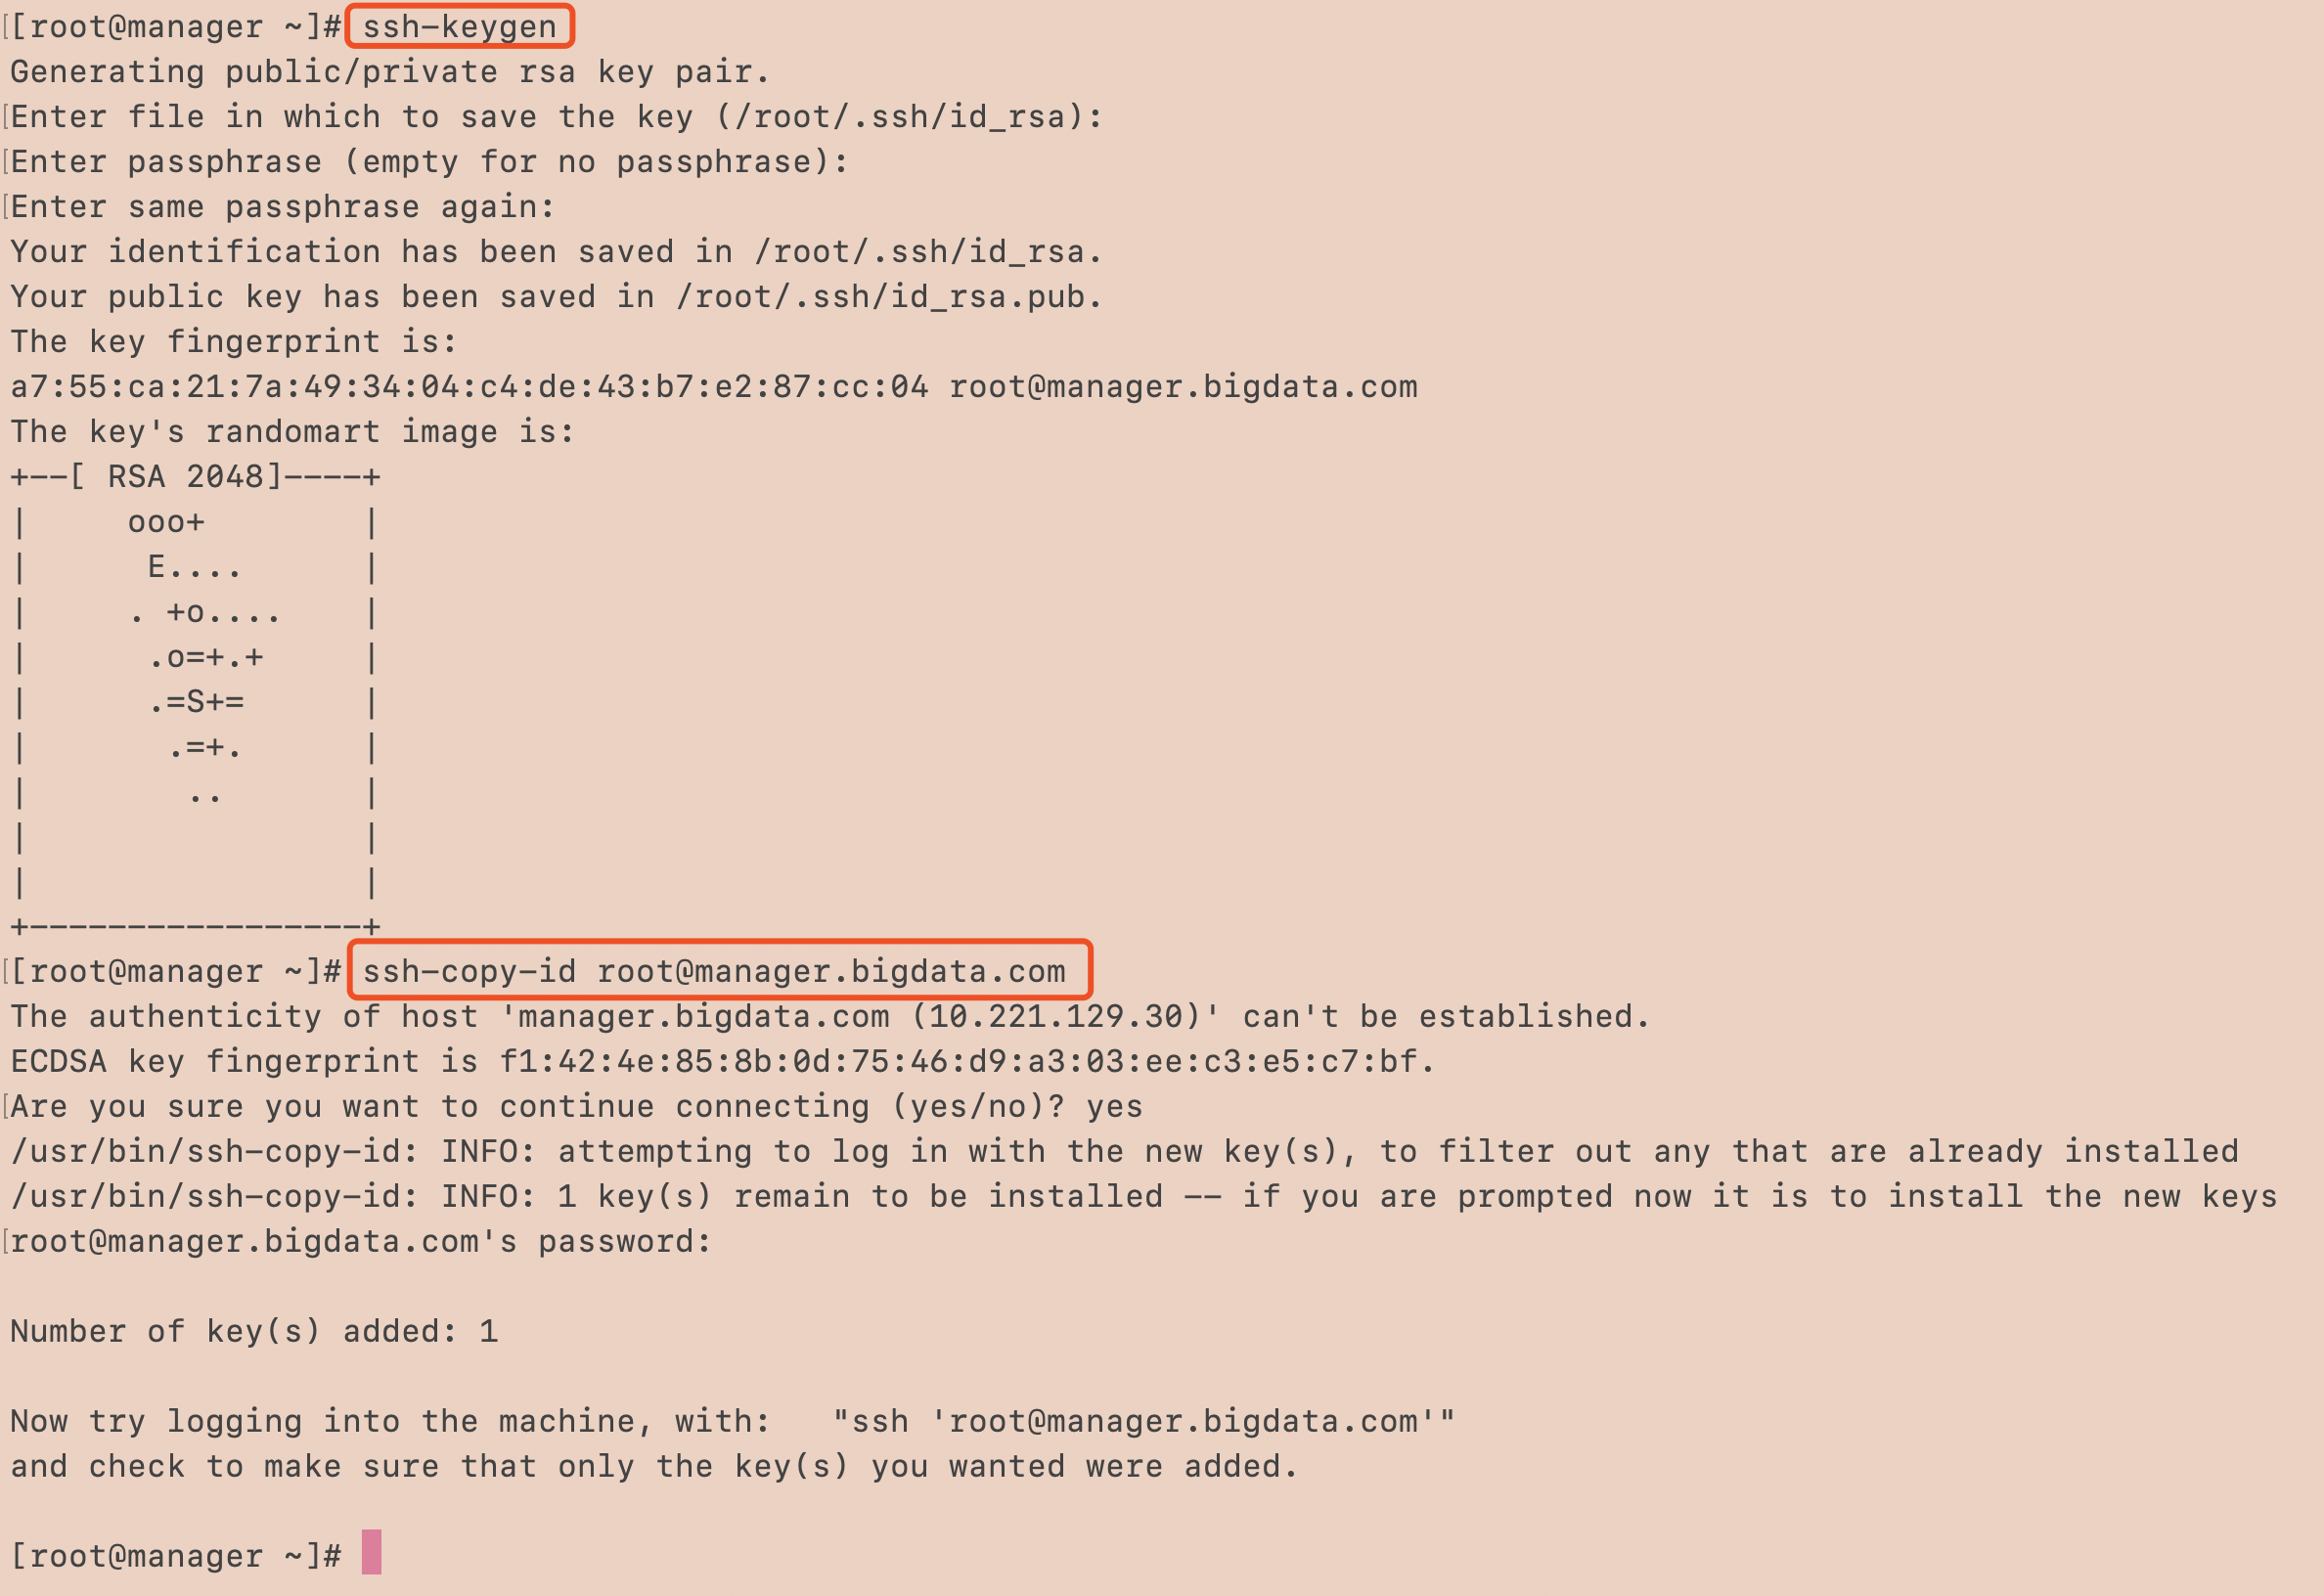 [root@manager ~]# ssh-keygen
Generating public/private rsa key pair.
Enter file in which to save the key (/root/.ssh/id_rsa):
Enter passphrase (empty for no passphrase):
Enter same passphrase again:
Your identification has been saved in /root/.ssh/id_rsa.
Your public key has been saved in /root/.ssh/id_rsa.pub.
The key fingerprint is:
a7:55:ca:21:7a:49:34:04:c4:de:43:b7:e2:87:cc:04 root@manager.bigdata.com
The key's randomart image is:
+--[ RSA 2048]----+
|     ooo+        |
|      E....      |
|     . +o....    |
|      .o=+.+     |
|      .=S+=      |
|       .=+.      |
|        ..       |
|                 |
|                 |
+-----------------+
[root@manager ~]# ssh-copy-id root@manager.bigdata.com
The authenticity of host 'manager.bigdata.com (10.221.129.30)' can't be established.
ECDSA key fingerprint is f1:42:4e:85:8b:0d:75:46:d9:a3:03:ee:c3:e5:c7:bf.
Are you sure you want to continue connecting (yes/no)? yes
/usr/bin/ssh-copy-id: INFO: attempting to log in with the new key(s), to filter out any that are already installed
/usr/bin/ssh-copy-id: INFO: 1 key(s) remain to be installed -- if you are prompted now it is to install the new keys
root@manager.bigdata.com's password:
Number of key(s) added: 1
Now try logging into the machine, with:   "ssh 'root@manager.bigdata.com'"
and check to make sure that only the key(s) you wanted were added.
[root@manager ~]#